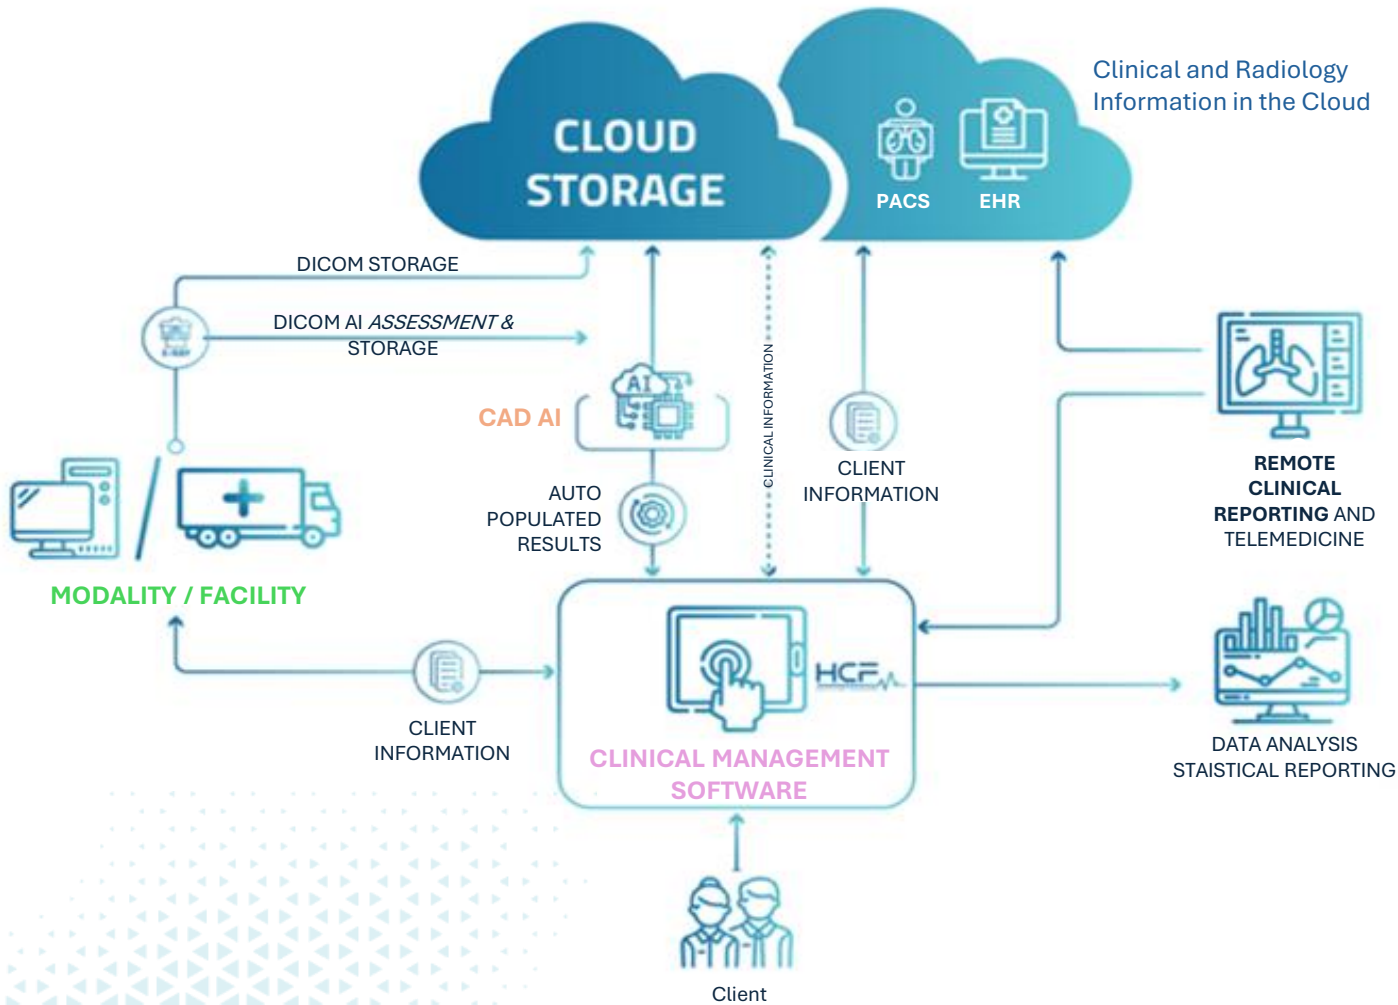 Clinical and Radiology
Information in the Cloud
CLOUD
STORAGE
PACS
EHR
DICOM STORAGE
DICOM AI ASSESSMENT &
STORAGE
X-RAY
AI
CAD AI
CLINICAL INFORMATION
CLIENT
INFORMATION
AUTO
POPULATED
RESULTS
REMOTE
CLINICAL
REPORTING AND
TELEMEDICINE
MODALITY / FACILITY
CLIENT
INFORMATION
HCF
CLINICAL MANAGEMENT
SOFTWARE
DATA ANALYSIS
STAISTICAL REPORTING
Client